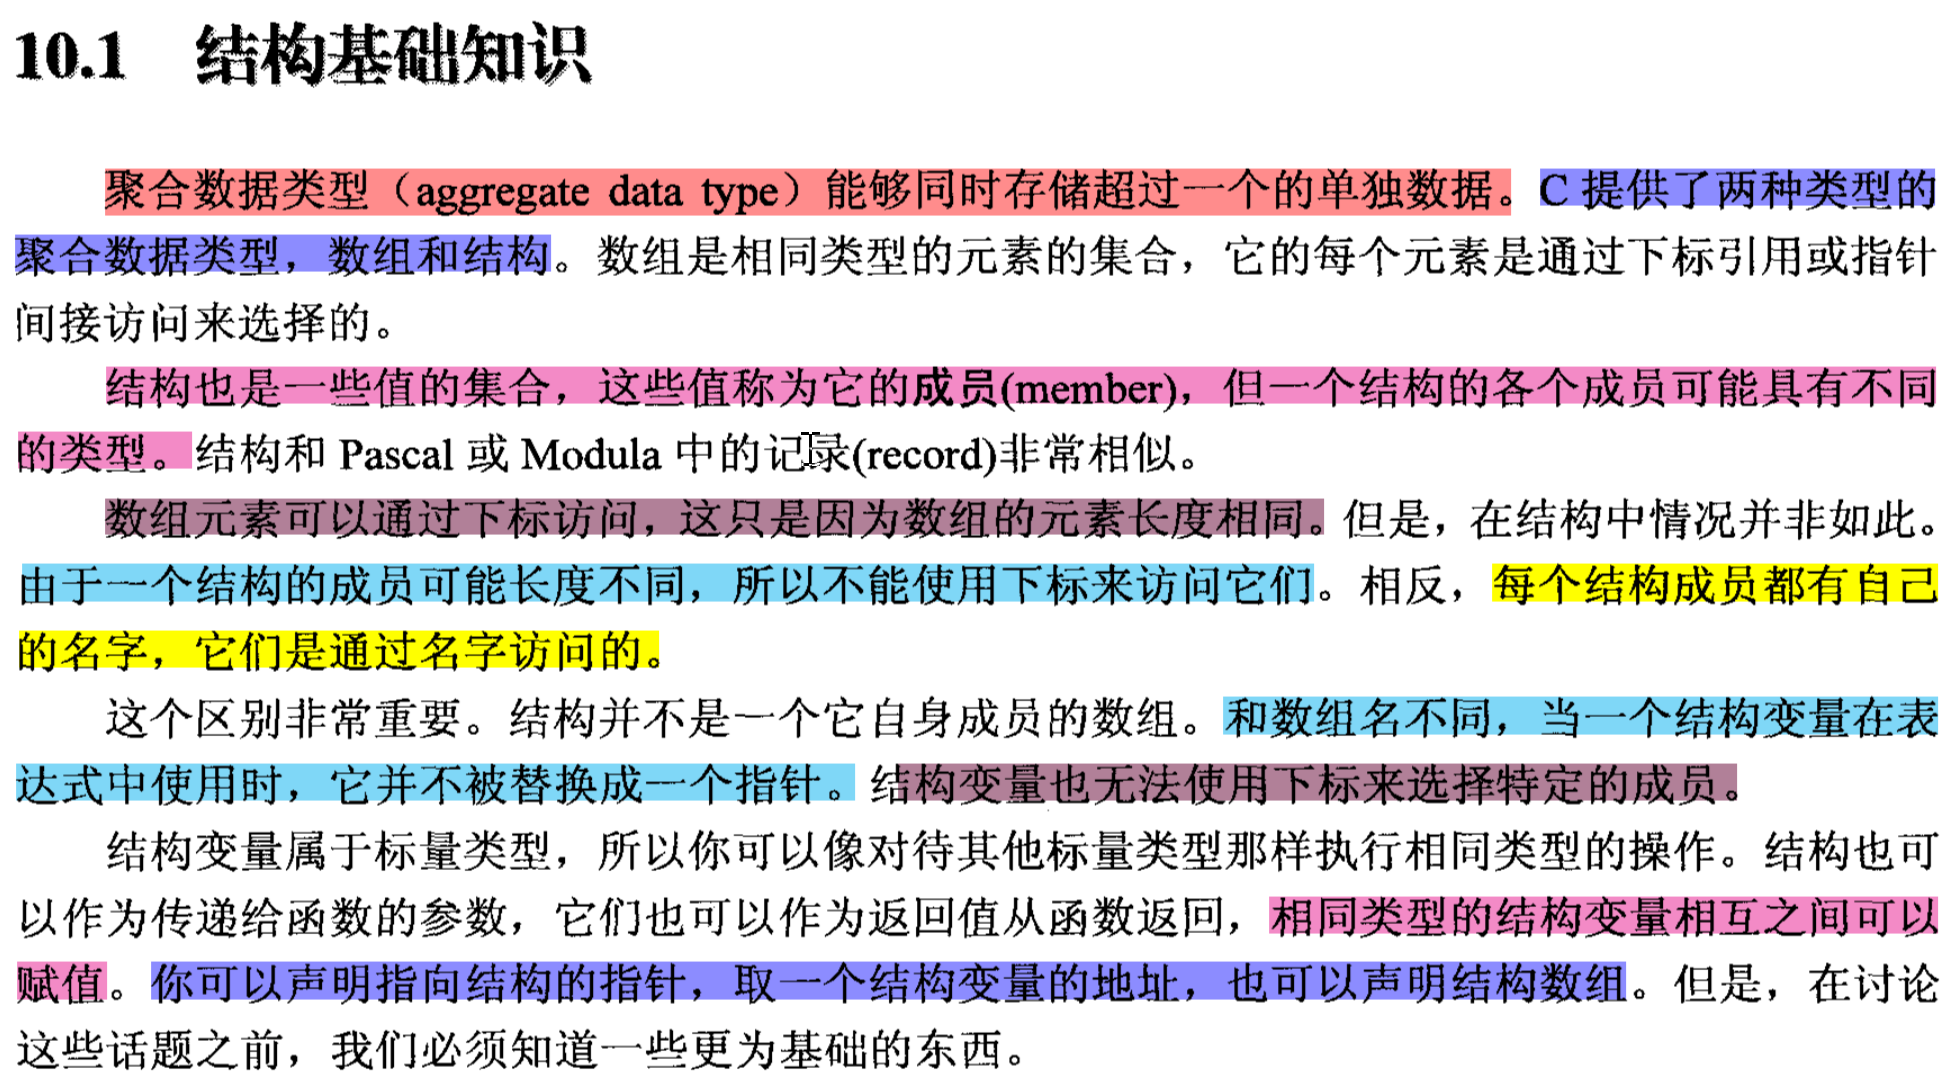 10.1 结构基础知识
聚合数据类型（aggregate data type）能够同时存储超过一个的单独数据。C 提供了两种类型的
聚合数据类型，数组和结构。数组是相同类型的元素的集合，它的每个元素是通过下标引用或指针
间接访问来选择的。
结构也是一些值的集合，这些值称为它的成员(member)，但一个结构的各个成员可能具有不同
的类型。结构和 Pascal 或 Modula 中的记录(record)非常相似。
数组元素可以通过下标访问，这只是因为数组的元素长度相同。但是，在结构中情况并非如此。
由于一个结构的成员可能长度不同，所以不能使用下标来访问它们。相反，每个结构成员都有自己
的名字，它们是通过名字访问的。
这个区别非常重要。结构并不是一个它自身成员的数组。和数组名不同，当一个结构变量在表
达式中使用时，它并不被替换成一个指针。结构变量也无法使用下标来选择特定的成员。
结构变量属于标量类型，所以你可以像对待其他标量类型那样执行相同类型的操作。结构也可
以作为传递给函数的参数，它们也可以作为返回值从函数返回，相同类型的结构变量相互之间可以
赋值。你可以声明指向结构的指针，取一个结构变量的地址，也可以声明结构数组。但是，在讨论
这些话题之前，我们必须知道一些更为基础的东西。